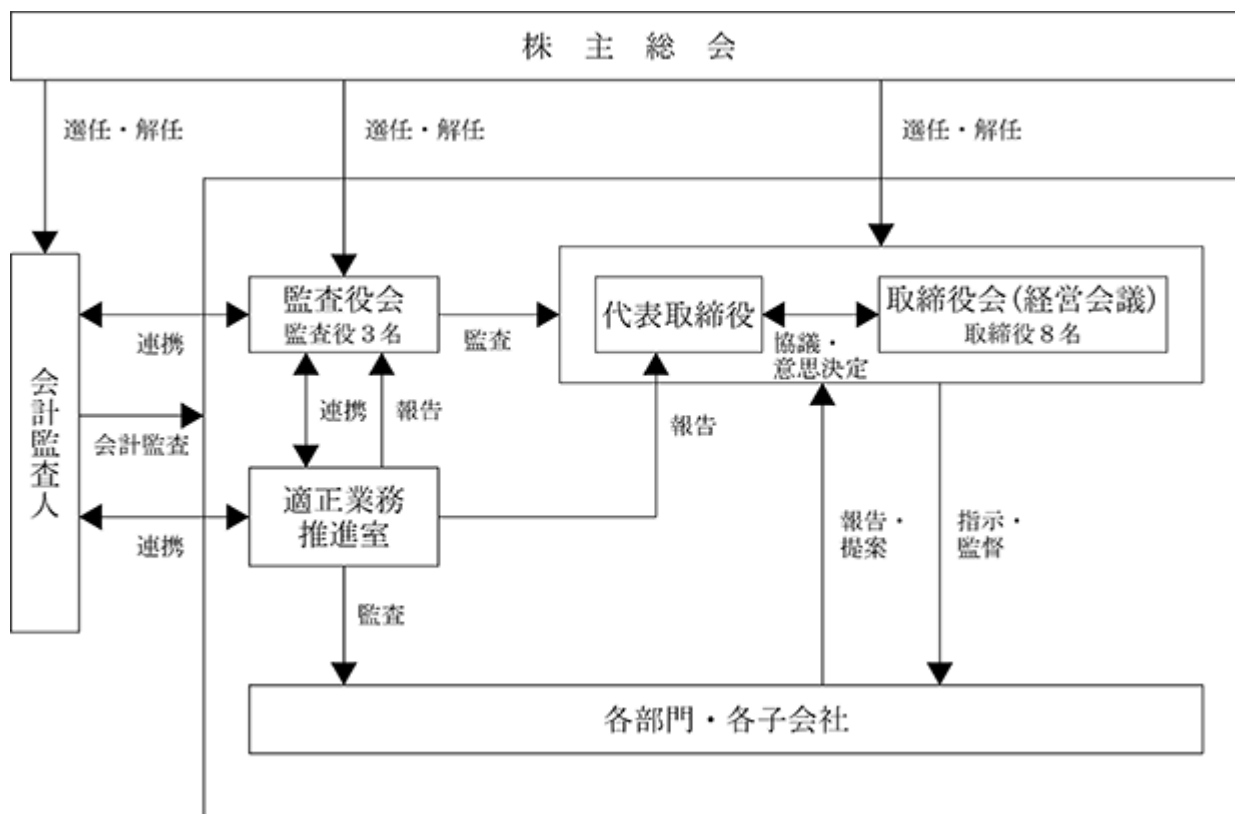 株主総会
選任・解任
選任・解任
選任・解任
監査役会
監査役3名
代表取締役
取締役会(経営会議)
取締役8名
連携
監査
協議・
意思決定
会計監査人
連携
報告
報告
会計監査
適正業務
推進室
連携
報告・
提案
指示・
監督
監査
各部門・各子会社